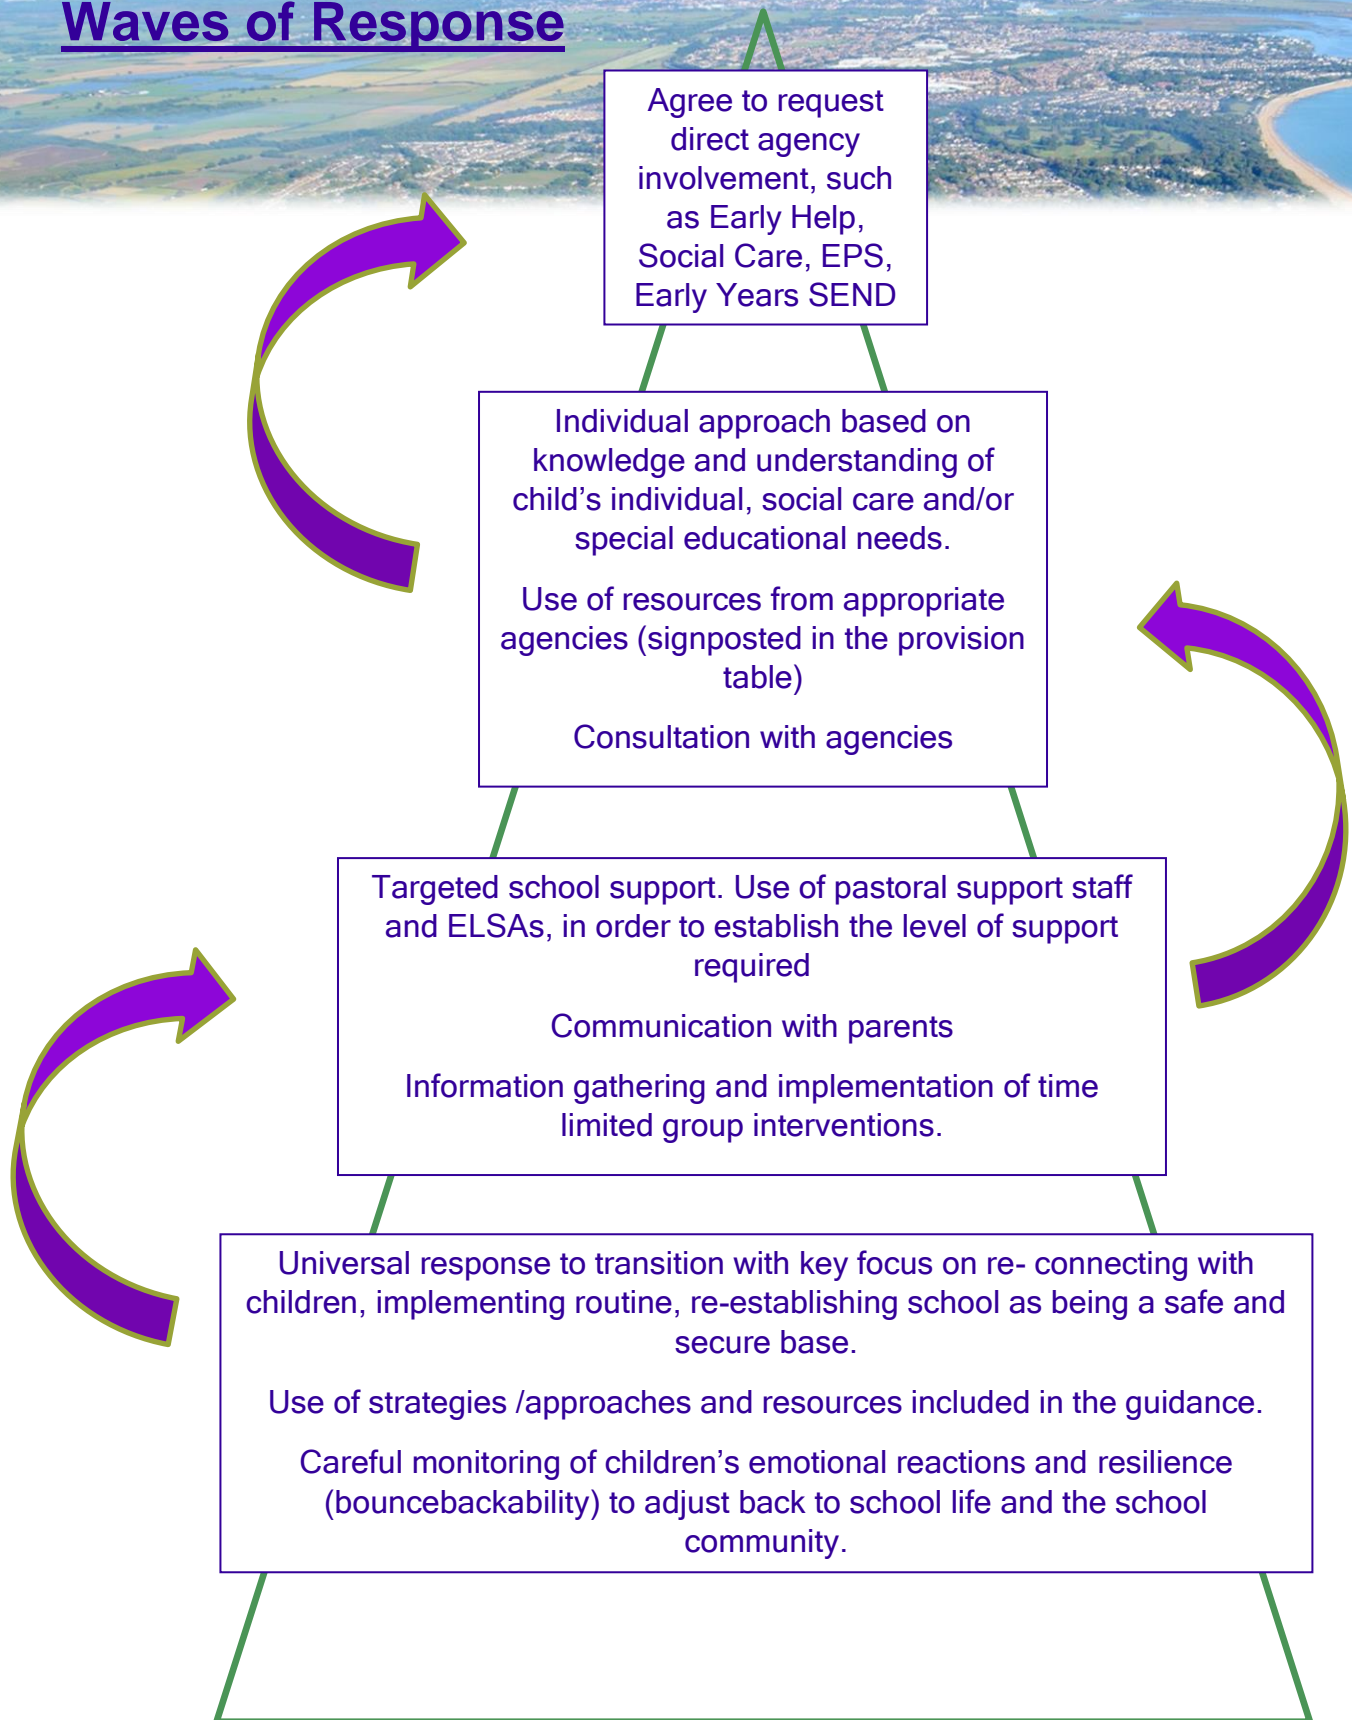 Waves of Response
Agree to request
direct agency
involvement, such
as Early Help,
Social Care, EPS,
Early Years SEND
Individual approach based on
knowledge and understanding of
child’s individual, social care and/or
special educational needs.
Use of resources from appropriate
agencies (signposted in the provision
table)
Consultation with agencies
Targeted school support. Use of pastoral support staff
and ELSAs, in order to establish the level of support
required
Communication with parents
Information gathering and implementation of time
limited group interventions.
Universal response to transition with key focus on re- connecting with
children, implementing routine, re-establishing school as being a safe and
secure base.
Use of strategies /approaches and resources included in the guidance.
Careful monitoring of children’s emotional reactions and resilience
(bouncebackability) to adjust back to school life and the school
community.